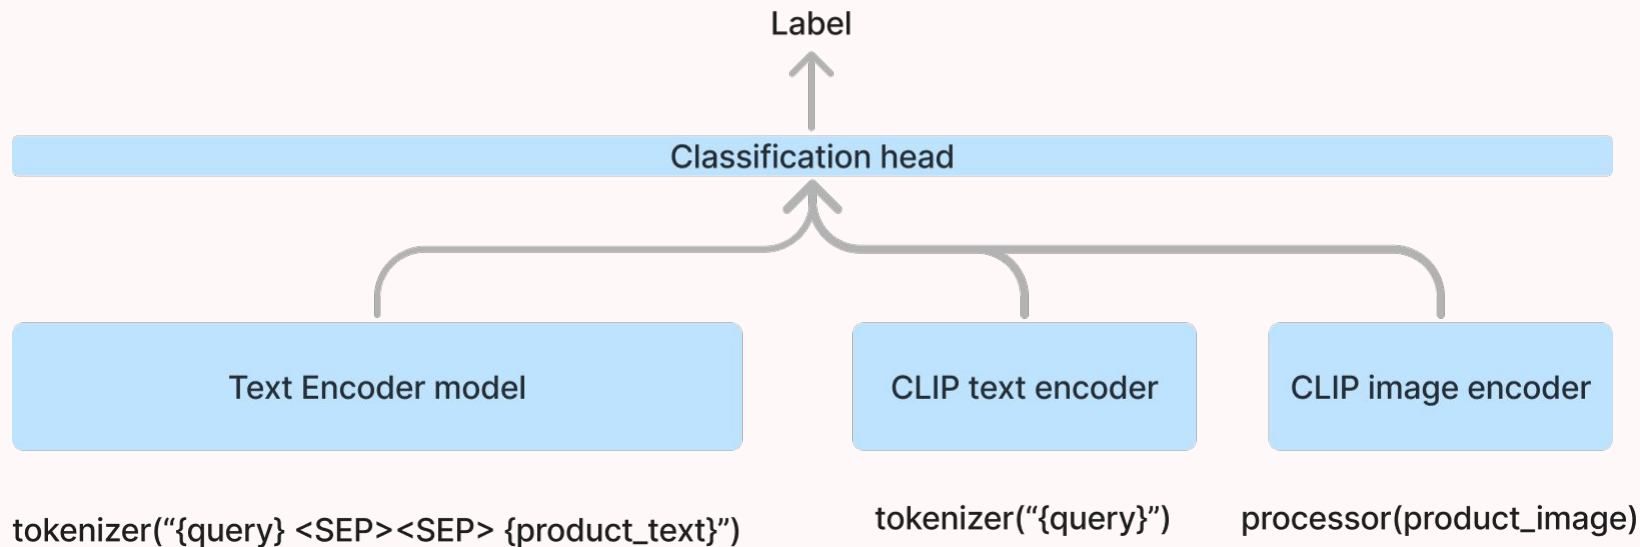 Label
Classification head
Text Encoder model
CLIP text encoder
CLIP image encoder
tokenizer(“{query} <SEP><SEP> {product_text}”)
tokenizer(“{query}”)
processor(product_image)